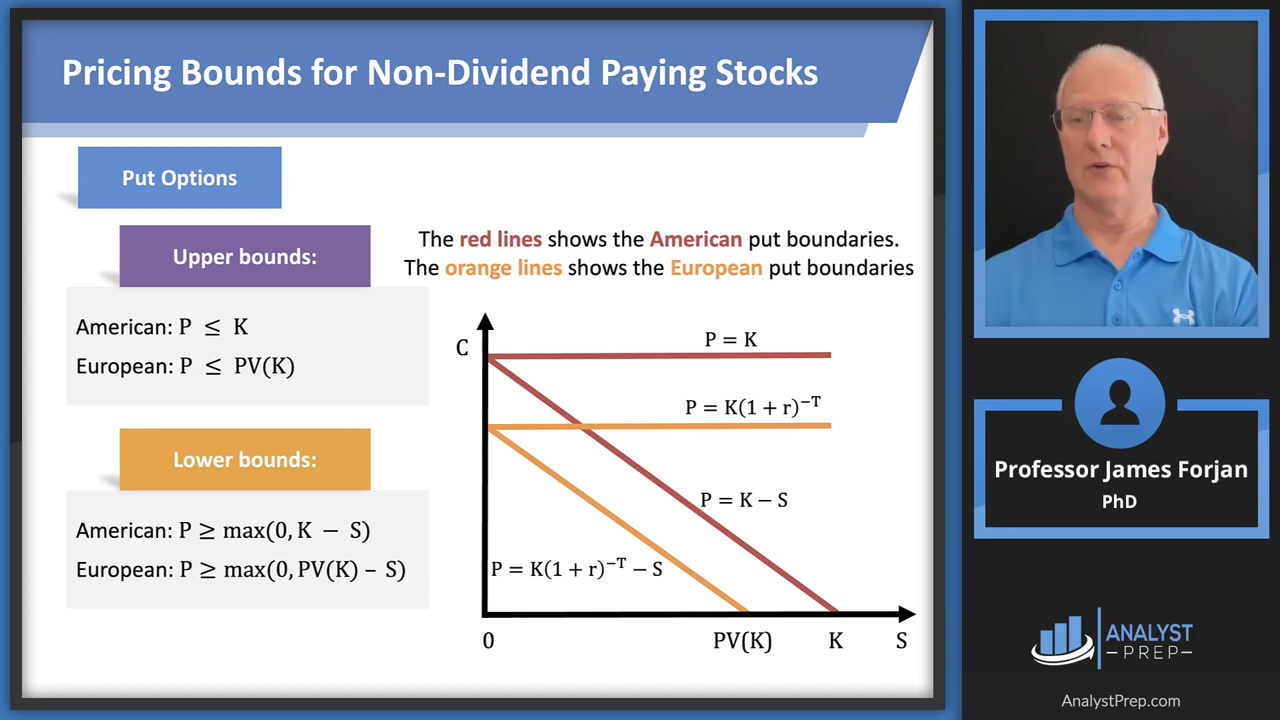 Pricing Bounds for Non-Dividend Paying Stocks
Put Options
Upper bounds:
American: P ≤ K
European: P ≤ PV(K)
Lower bounds:
American: P ≥ max(0, K − S)
European: P ≥ max(0, PV(K) – S)
The red lines shows the American put boundaries.
The orange lines shows the European put boundaries
C
P = K
P = K(1 + r)⁻ᵀ
P = K − S
P = K(1 + r)⁻ᵀ − S
0
PV(K)
K
S
Professor James Forjan
PhD
ANALYST
–PREP–
AnalystPrep.com